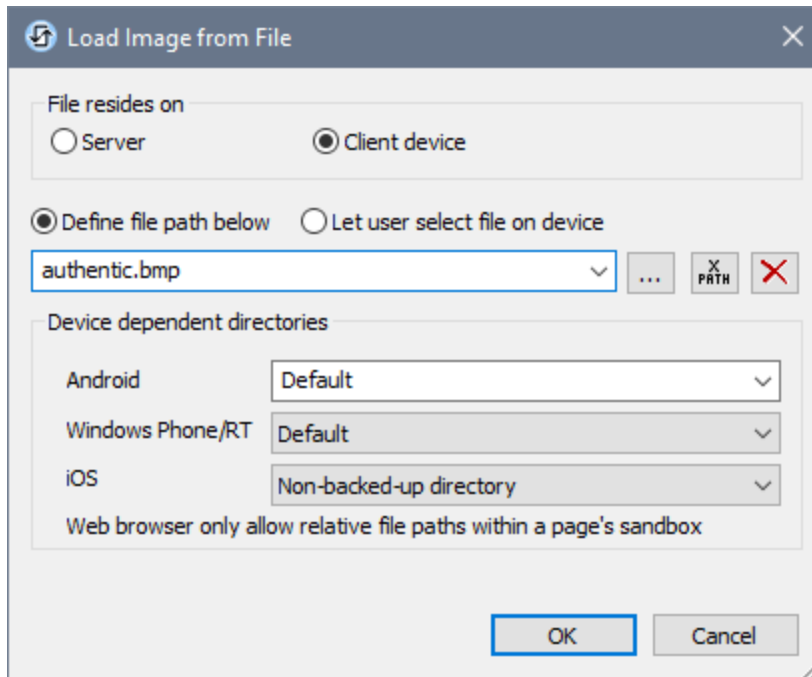 Load Image from File
File resides on
Server Client device
Define file path below Let user select file on device
authentic.bmp ... X PATH
Device dependent directories
Android Default
Windows Phone/RT Default
iOS Non-backed-up directory
Web browser only allow relative file paths within a page's sandbox
OK Cancel